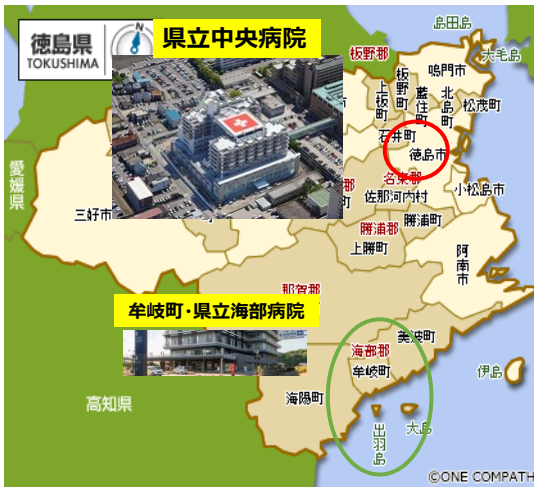 徳島県
TOKUSHIMA
県立中央病院
島田島
大毛島
板野郡
鳴門市
板野町
上板町
藍住町
北島町
松茂町
石井町
徳島市
名東郡
郡
佐那河内村
小松島市
愛媛県
三好市
勝浦郡
勝浦町
上勝町
阿南市
那賀郡
牟岐町・県立海部病院
美波町
海部郡
牟岐町
伊島
海陽町
高知県
出羽島
大島
©ONE COMPATH